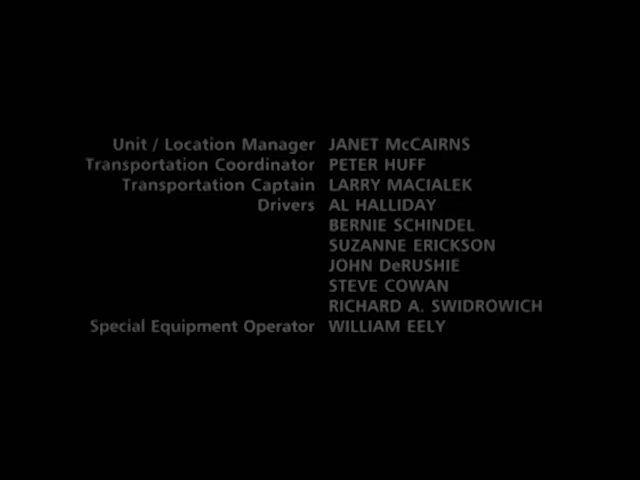 Unit / Location Manager JANET McCAIRNS
Transportation Coordinator PETER HUFF
Transportation Captain LARRY MACIALEK
Drivers AL HALLIDAY
BERNIE SCHINDEL
SUZANNE ERICKSON
JOHN DeRUSHIE
STEVE COWAN
RICHARD A. SWIDROWICH
Special Equipment Operator WILLIAM EELY